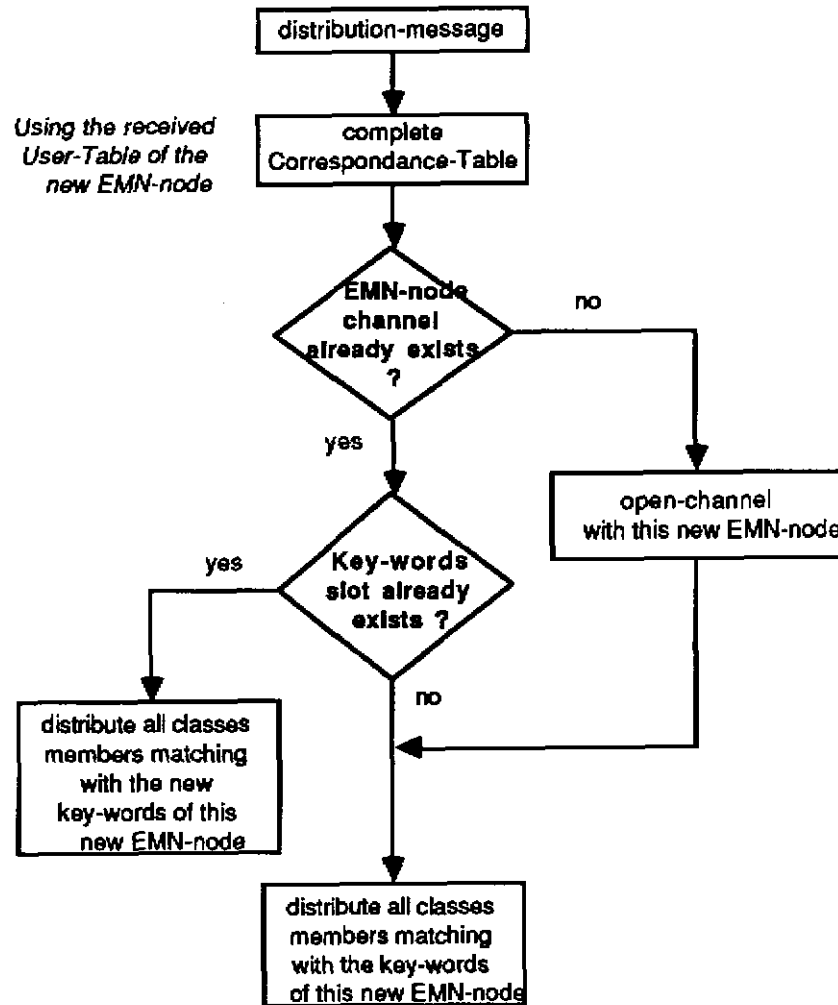 distribution-message
Using the received
User-Table of the
new EMN-node
complete
Correspondance-Table
EMN-node
channel
already exists
?
no
yes
open-channel
with this new EMN-node
yes
Key-words
slot already
exists ?
no
distribute all classes
members matching
with the new
key-words of this
new EMN-node
distribute all classes
members matching
with the key-words
of this new EMN-node